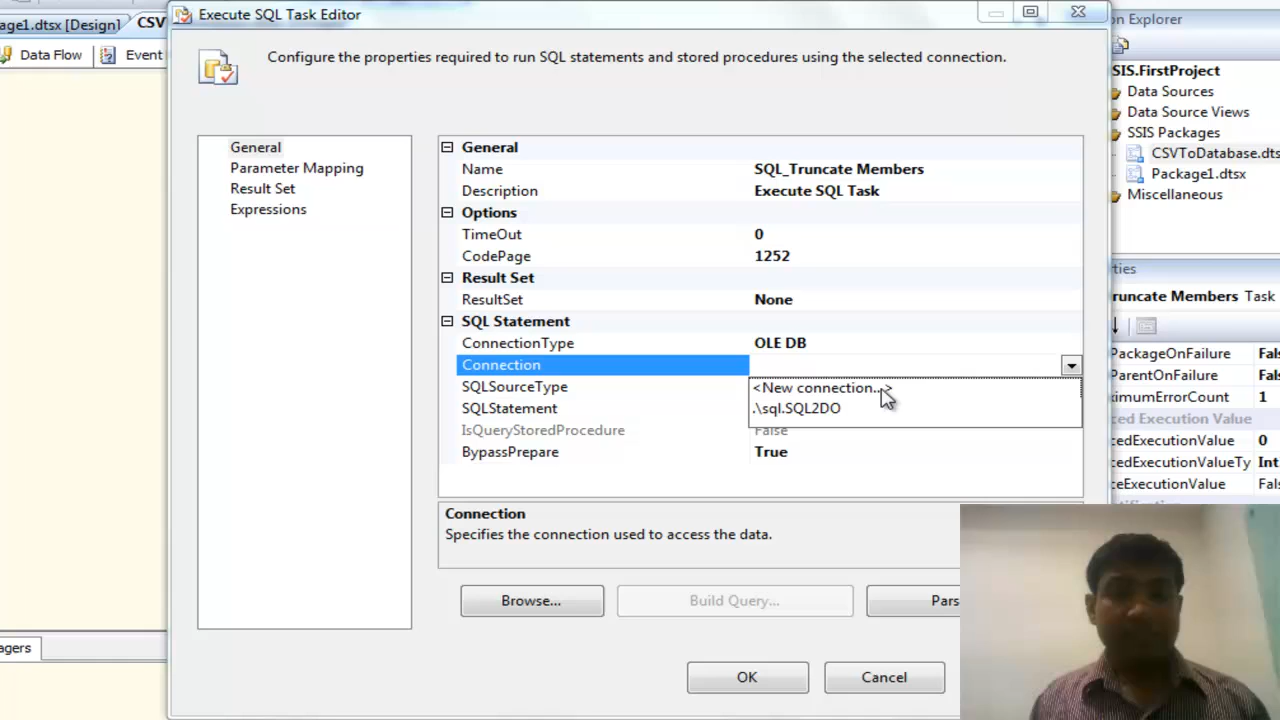 age1.dtsx [Design]
CSV
Execute SQL Task Editor
on Explorer
Data Flow
Event
Configure the properties required to run SQL statements and stored procedures using the selected connection.
SIS.FirstProject
Data Sources
Data Source Views
SSIS Packages
CSVToDatabase.dts
Package1.dtsx
Miscellaneous
General
Parameter Mapping
Result Set
Expressions
General
Name SQL_Truncate Members
Description Execute SQL Task
Options
TimeOut 0
CodePage 1252
Result Set
ResultSet None
SQL Statement
ConnectionType OLE DB
Connection
SQLSourceType <New connection...>
SQLStatement .\sql.SQL2DO
IsQueryStoredProcedure False
BypassPrepare True
Connection
Specifies the connection used to access the data.
Browse...
Build Query...
Pars
OK
Cancel
ties
runcate Members Task
PackageOnFailure Fals
ParentOnFailure Fals
ximumErrorCount 1
ced Execution Value
cedExecutionValue 0
cedExecutionValueTy Int
ceExecutionValue Fals
agers